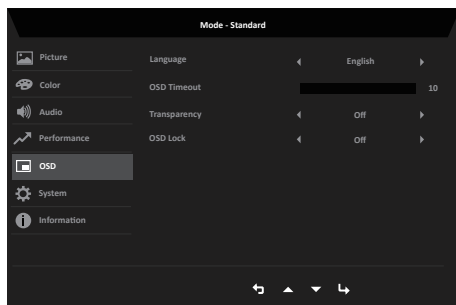 Mode - Standard
Picture
Color
Audio
Performance
OSD
System
Information
Language English
OSD Timeout 10
Transparency Off
OSD Lock Off